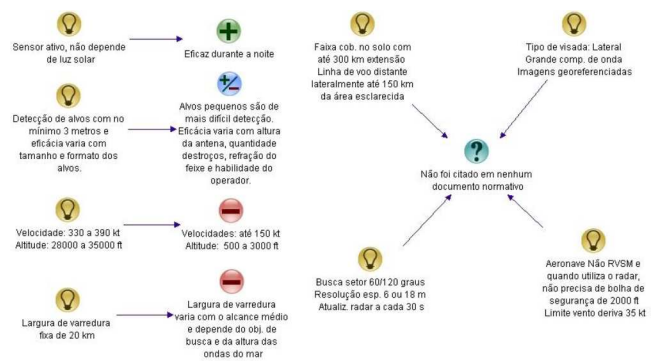 Sensor ativo, não depende
de luz solar
Eficaz durante a noite
Detecção de alvos com no
mínimo 3 metros e
eficácia varia com
tamanho e formato dos
alvos.
Alvos pequenos são de
mais difícil detecção.
Eficácia varia com altura
da antena, quantidade
destroços, refração do
feixe e habilidade do
operador.
Velocidade: 330 a 390 kt
Altitude: 28000 a 35000 ft
Velocidades: até 150 kt
Altitude: 500 a 3000 ft
Largura de varredura
fixa de 20 km
Largura de varredura
varia com o alcance médio
e depende do obj. de
busca e da altura das
ondas do mar
Faixa cob. no solo com
até 300 km extensão
Linha de voo distante
lateralmente até 150 km
da área esclarecida
Tipo de visada: Lateral
Grande comp. de onda
Imagens georeferenciadas
?
Não foi citado em nenhum
documento normativo
Busca setor 60/120 graus
Resolução esp. 6 ou 18 m
Atualiz. radar a cada 30 s
Aeronave Não RVSM e
quando utiliza o radar,
não precisa de bolha de
segurança de 2000 ft
Limite vento deriva 35 kt